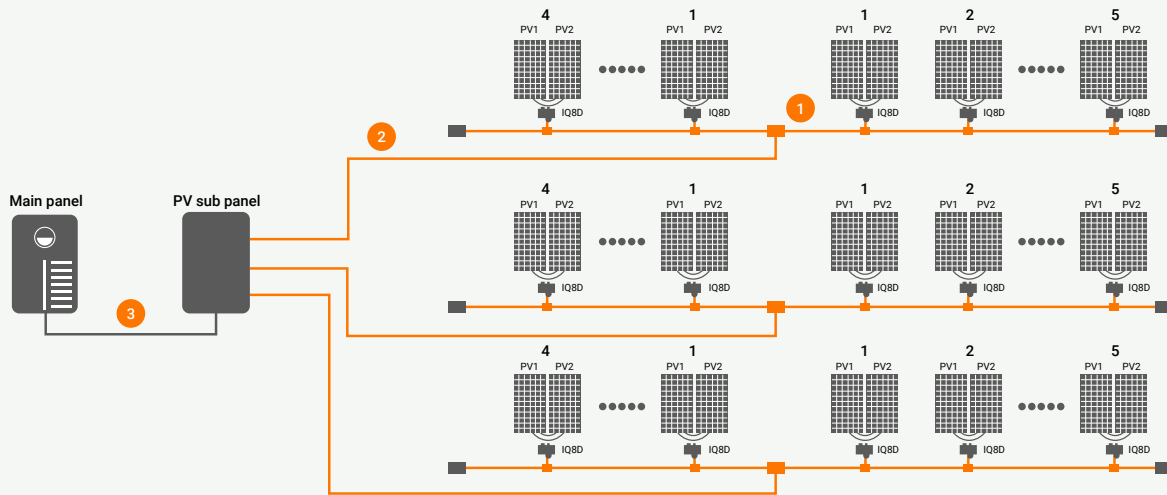 4 1 1 2 5
PV1 PV2 PV1 PV2 PV1 PV2 PV1 PV2 PV1 PV2
1
IQ8D IQ8D IQ8D IQ8D IQ8D
2
4 1 1 2 5
Main panel PV sub panel
PV1 PV2 PV1 PV2 PV1 PV2 PV1 PV2 PV1 PV2
IQ8D IQ8D IQ8D IQ8D IQ8D
3
4 1 1 2 5
PV1 PV2 PV1 PV2 PV1 PV2 PV1 PV2 PV1 PV2
IQ8D IQ8D IQ8D IQ8D IQ8D